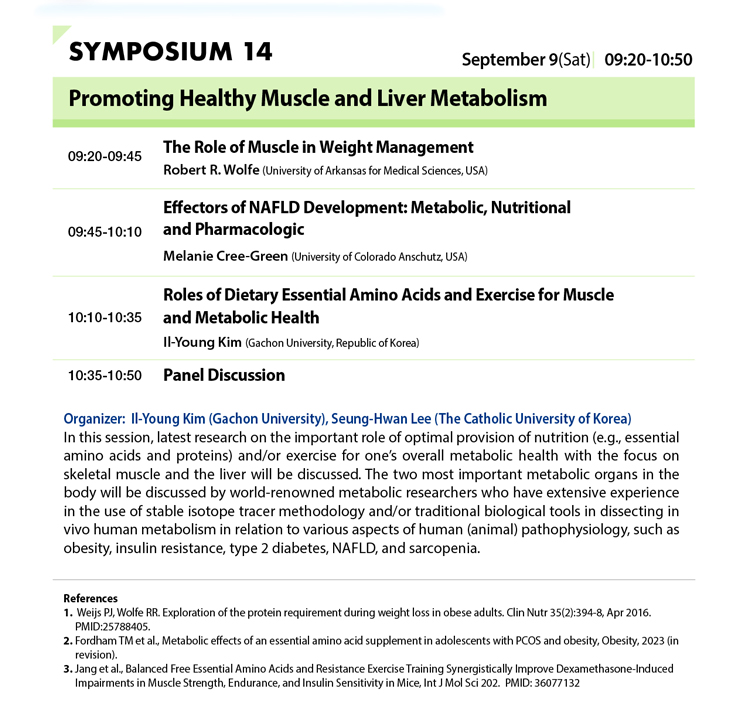 SYMPOSIUM 14
September 9(Sat) 09:20-10:50
Promoting Healthy Muscle and Liver Metabolism
09:20-09:45
The Role of Muscle in Weight Management
Robert R. Wolfe (University of Arkansas for Medical Sciences, USA)
09:45-10:10
Effectors of NAFLD Development: Metabolic, Nutritional
and Pharmacologic
Melanie Cree-Green (University of Colorado Anschutz, USA)
10:10-10:35
Roles of Dietary Essential Amino Acids and Exercise for Muscle
and Metabolic Health
Il-Young Kim (Gachon University, Republic of Korea)
10:35-10:50
Panel Discussion
Organizer: Il-Young Kim (Gachon University), Seung-Hwan Lee (The Catholic University of Korea)
In this session, latest research on the important role of optimal provision of nutrition (e.g., essential
amino acids and proteins) and/or exercise for one's overall metabolic health with the focus on
skeletal muscle and the liver will be discussed. The two most important metabolic organs in the
body will be discussed by world-renowned metabolic researchers who have extensive experience
in the use of stable isotope tracer methodology and/or traditional biological tools in dissecting in
vivo human metabolism in relation to various aspects of human (animal) pathophysiology, such as
obesity, insulin resistance, type 2 diabetes, NAFLD, and sarcopenia.
References
1. Weijs PJ, Wolfe RR. Exploration of the protein requirement during weight loss in obese adults. Clin Nutr 35(2):394-8, Apr 2016.
PMID:25788405.
2. Fordham TM et al., Metabolic effects of an essential amino acid supplement in adolescents with PCOS and obesity, Obesity, 2023 (in
revision).
3. Jang et al., Balanced Free Essential Amino Acids and Resistance Exercise Training Synergistically Improve Dexamethasone-Induced
Impairments in Muscle Strength, Endurance, and Insulin Sensitivity in Mice, Int J Mol Sci 202. PMID: 36077132